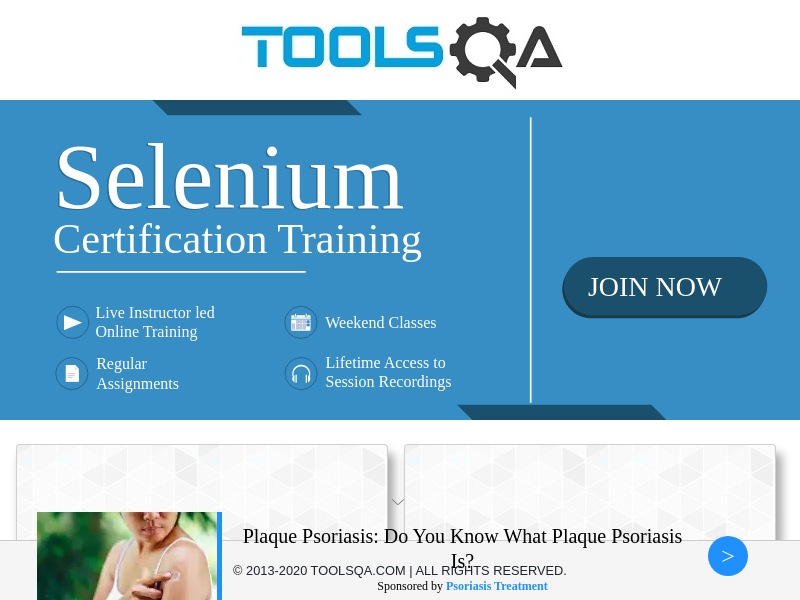 TOOLSQA
Selenium
Certification Training
Live Instructor led
Online Training
Weekend Classes
Regular
Assignments
Lifetime Access to
Session Recordings
JOIN NOW
Plaque Psoriasis: Do You Know What Plaque Psoriasis
Is?
>
© 2013-2020 TOOLSQA.COM | ALL RIGHTS RESERVED.
Sponsored by Psoriasis Treatment